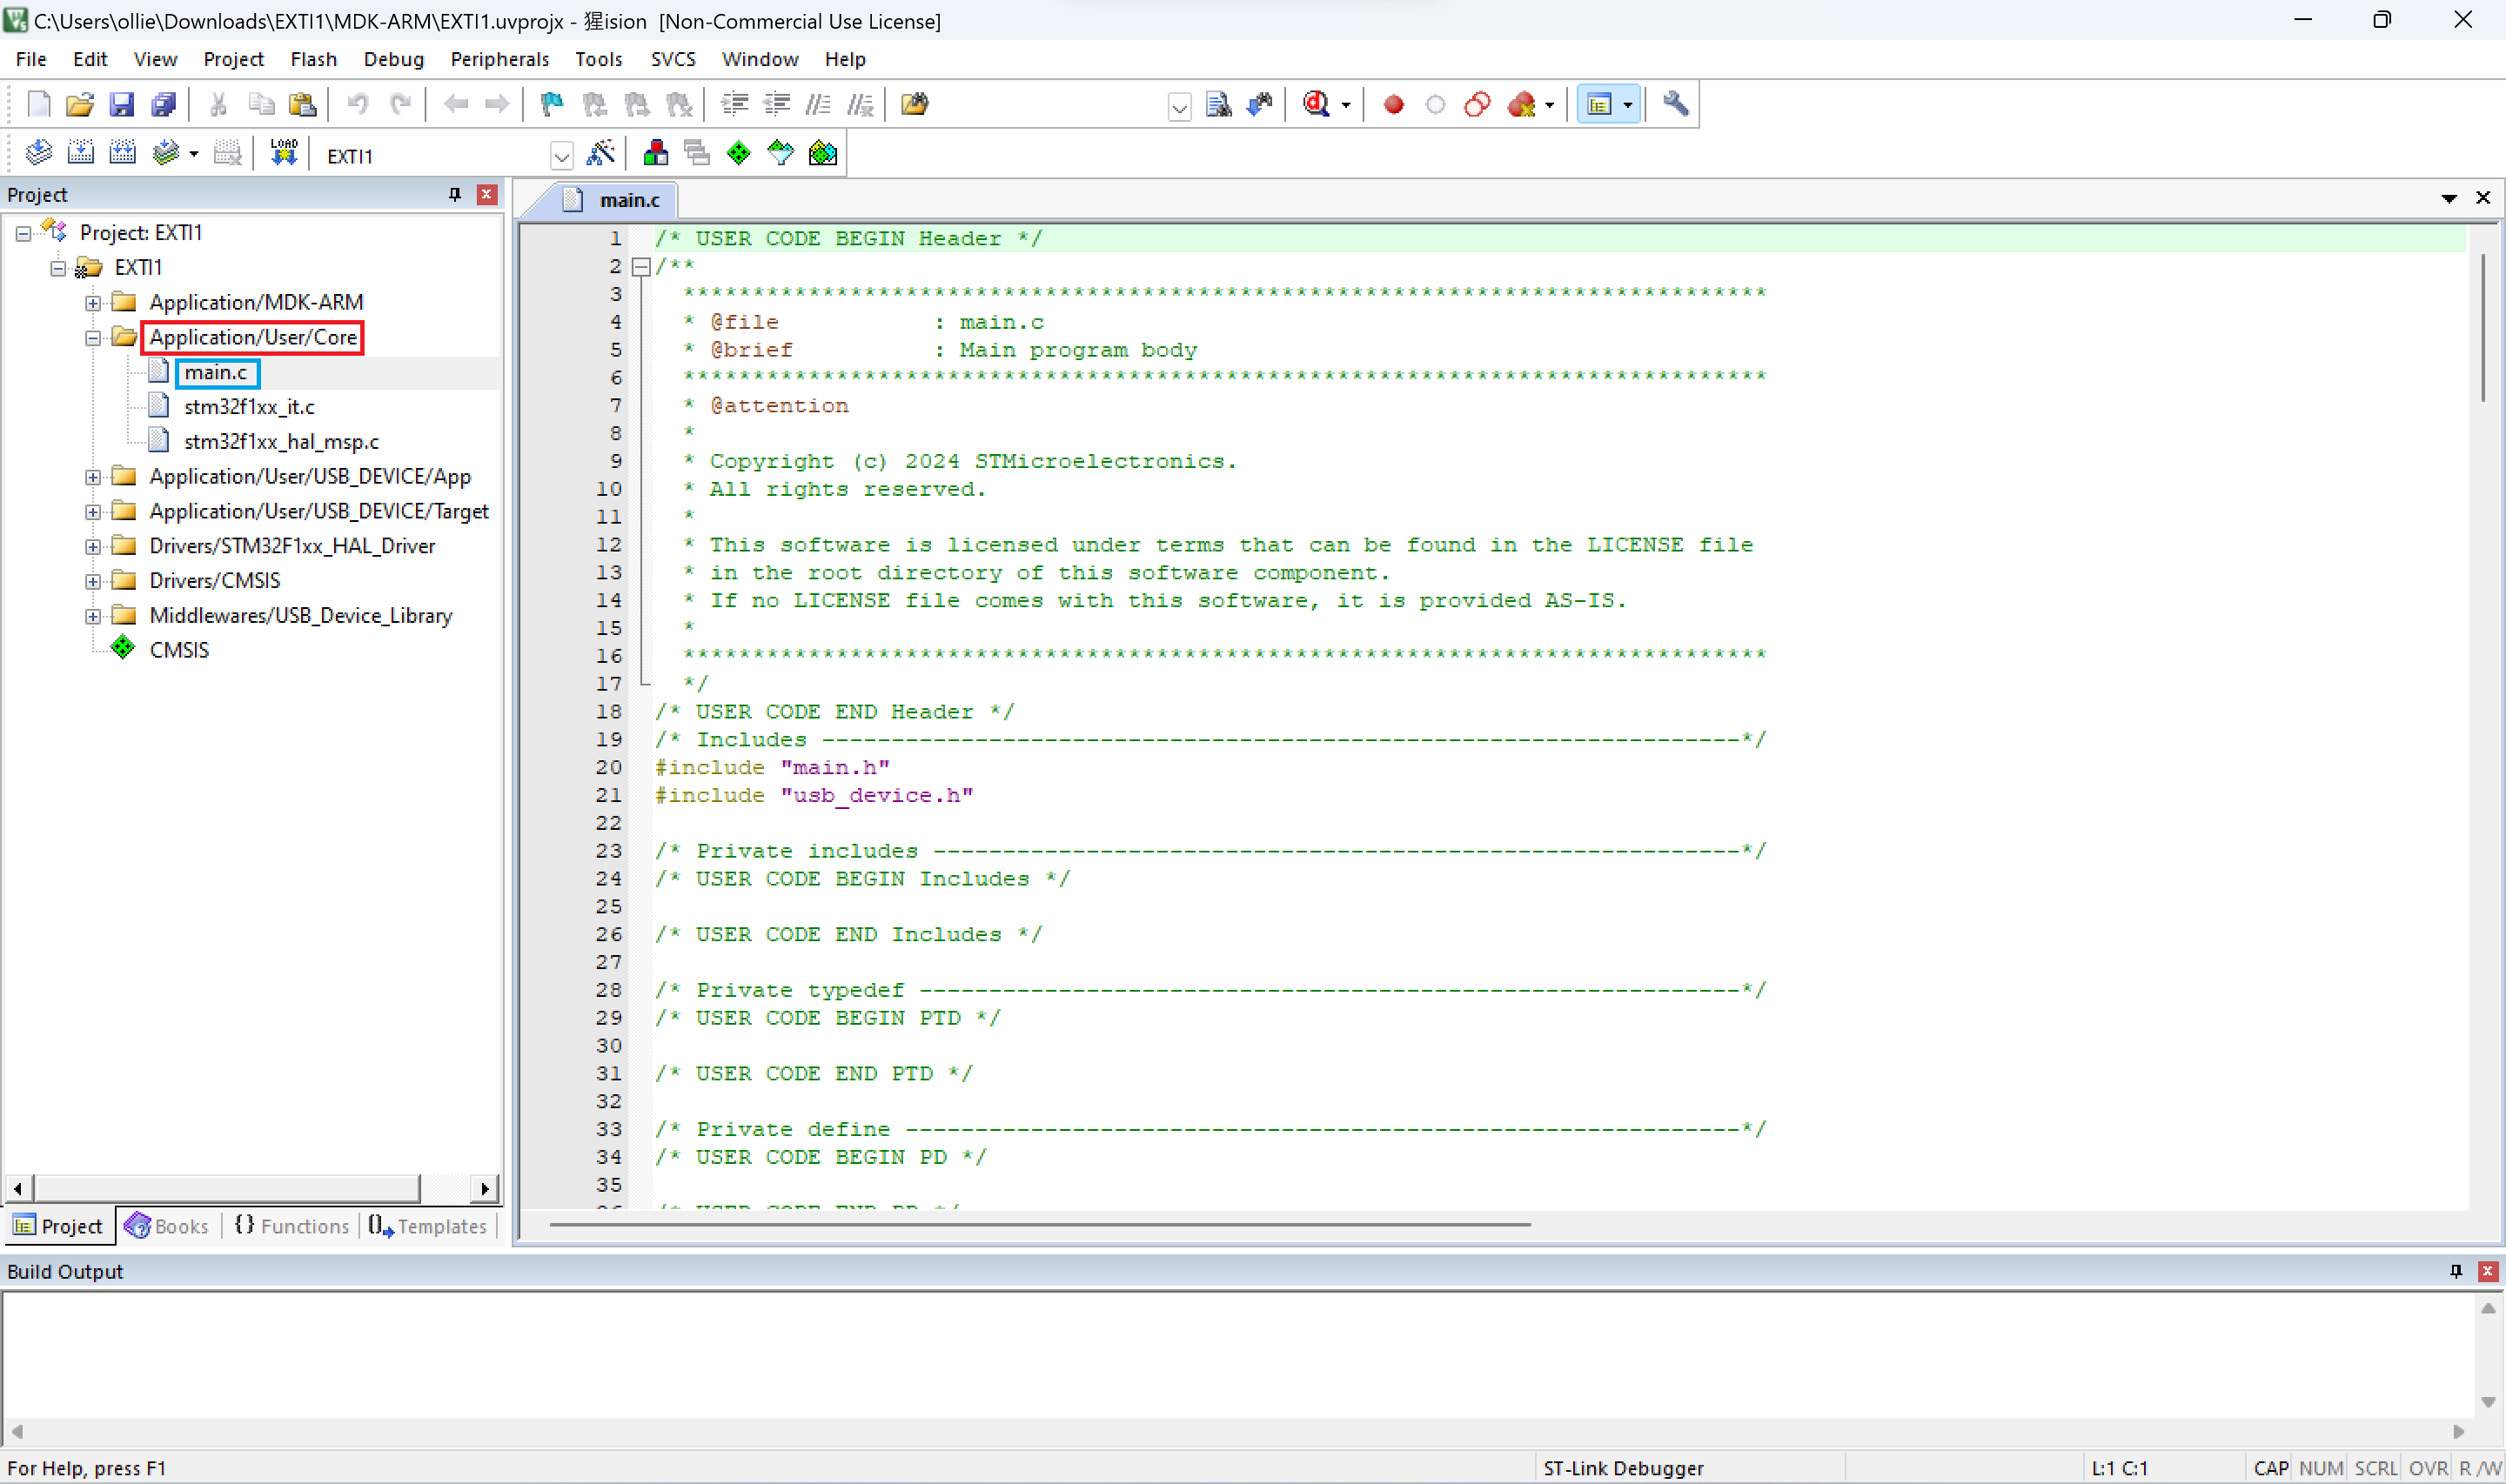 C:\Users\ollie\Downloads\EXTI1\MDK-ARM\EXTI1.uvprojx - 猩ision [Non-Commercial Use License]
File Edit View Project Flash Debug Peripherals Tools SVCS Window Help
LOAD
EXTI1
Project
Project: EXTI1
EXTI1
Application/MDK-ARM
Application/User/Core
main.c
stm32f1xx_it.c
stm32f1xx_hal_msp.c
Application/User/USB_DEVICE/App
Application/User/USB_DEVICE/Target
Drivers/STM32F1xx_HAL_Driver
Drivers/CMSIS
Middlewares/USB_Device_Library
CMSIS
Project Books {} Functions Templates
main.c
1 /* USER CODE BEGIN Header */
2 /**
3 ******************************************************************************
4 * @file : main.c
5 * @brief : Main program body
6 ******************************************************************************
7 * @attention
8 *
9 * Copyright (c) 2024 STMicroelectronics.
10 * All rights reserved.
11 *
12 * This software is licensed under terms that can be found in the LICENSE file
13 * in the root directory of this software component.
14 * If no LICENSE file comes with this software, it is provided AS-IS.
15 *
16 ******************************************************************************
17 */
18 /* USER CODE END Header */
19 /* Includes ------------------------------------------------------------------*/
20 #include "main.h"
21 #include "usb_device.h"
22
23 /* Private includes ----------------------------------------------------------*/
24 /* USER CODE BEGIN Includes */
25
26 /* USER CODE END Includes */
27
28 /* Private typedef -----------------------------------------------------------*/
29 /* USER CODE BEGIN PTD */
30
31 /* USER CODE END PTD */
32
33 /* Private define ------------------------------------------------------------*/
34 /* USER CODE BEGIN PD */
35
Build Output
For Help, press F1
ST-Link Debugger
L:1 C:1
CAP NUM SCRL OVR R/W